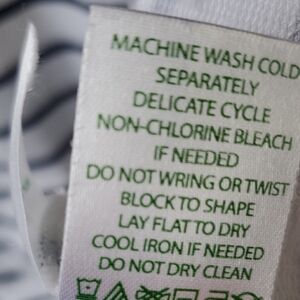 MACHINE WASH COLD
SEPARATELY
DELICATE CYCLE
NON-CHLORINE BLEACH
IF NEEDED
DO NOT WRING OR TWIST
BLOCK TO SHAPE
LAY FLAT TO DRY
COOL IRON IF NEEDED
DO NOT DRY CLEAN